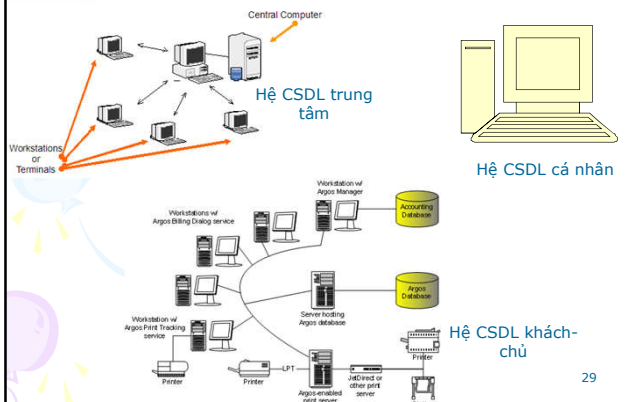 Central Computer
Hệ CSDL trung
tâm
Workstations
or
Terminals
Hệ CSDL cá nhân
Workstation w/
Argos Manager
Accounting
Database
Workstations w/
Argos Billing Dialog service
Argos
Database
Server hosting
Argos database
Workstation w/
Argos Print Tracking
service
Hệ CSDL khách-
chủ
Printer
Printer
Printer
LPT
Argos-enabled
print server
JetDirect or
other print
server
29